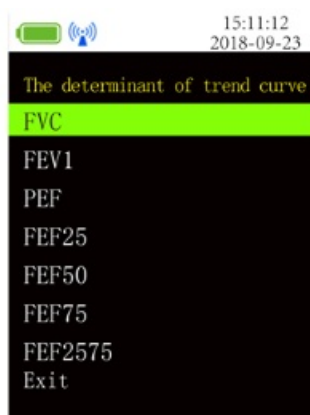 15:11:12
2018-09-23
The determinant of trend curve
FVC
FEV1
PEF
FEF25
FEF50
FEF75
FEF2575
Exit